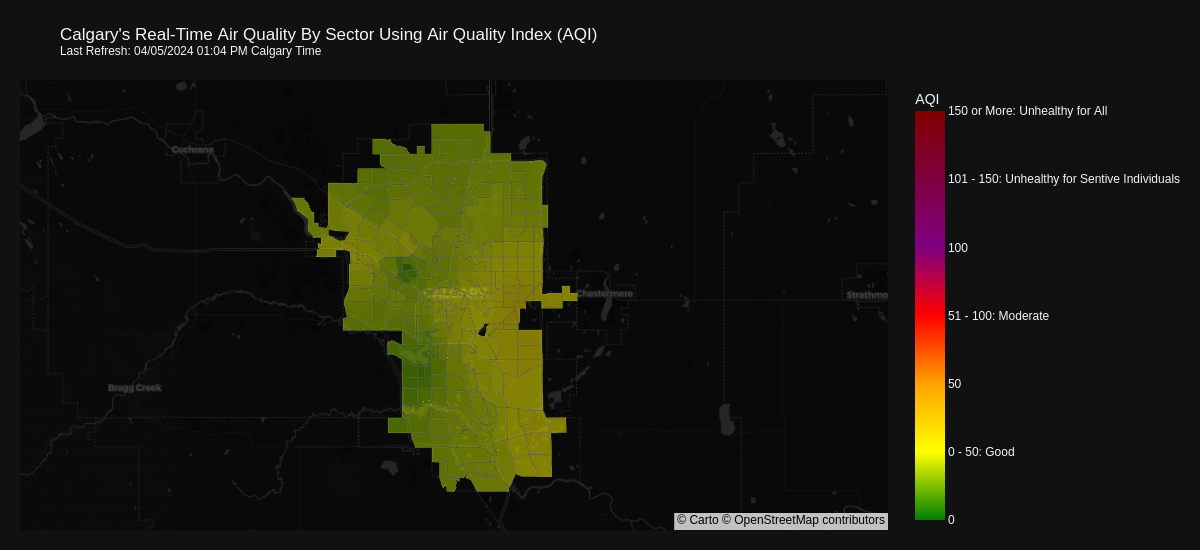 Calgary's Real-Time Air Quality By Sector Using Air Quality Index (AQI)
Last Refresh: 04/05/2024 01:04 PM Calgary Time
AQI
150 or More: Unhealthy for All
101 - 150: Unhealthy for Sentive Individuals
100
51 - 100: Moderate
50
0 - 50: Good
0
Cochrane
CALGARY
Chestermere
Strathmo
Bragg Creek
© Carto © OpenStreetMap contributors